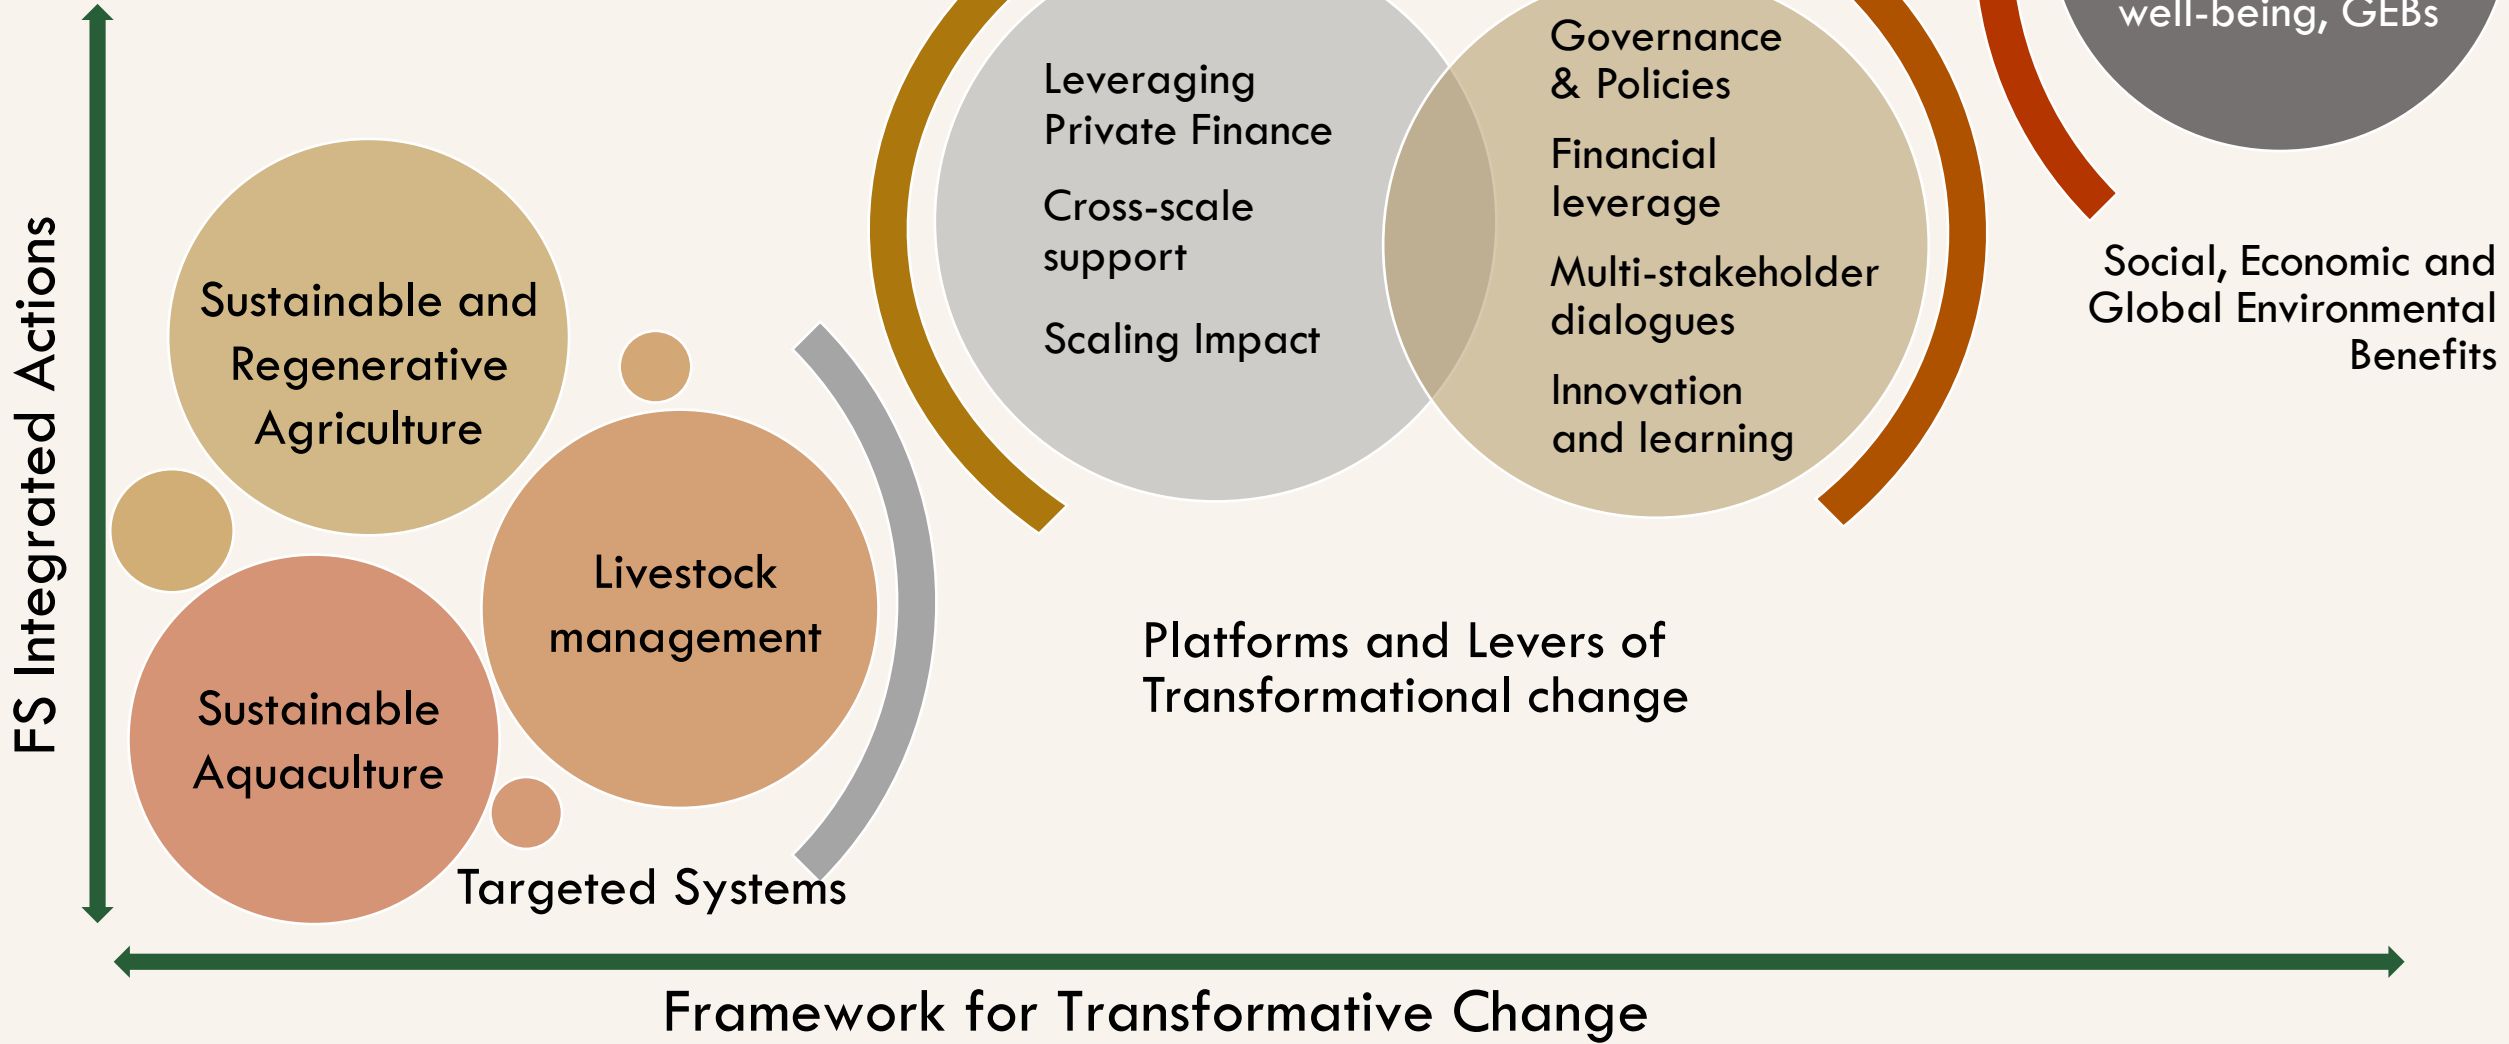 FS Integrated Actions
Sustainable and
Regenerative
Agriculture
Livestock
management
Sustainable
Aquaculture
Targeted Systems
Leveraging
Private Finance
Cross-scale
support
Scaling Impact
Governance
& Policies
Financial
leverage
Multi-stakeholder
dialogues
Innovation
and learning
Platforms and Levers of
Transformational change
well-being, GEBs
Social, Economic and
Global Environmental
Benefits
Framework for Transformative Change